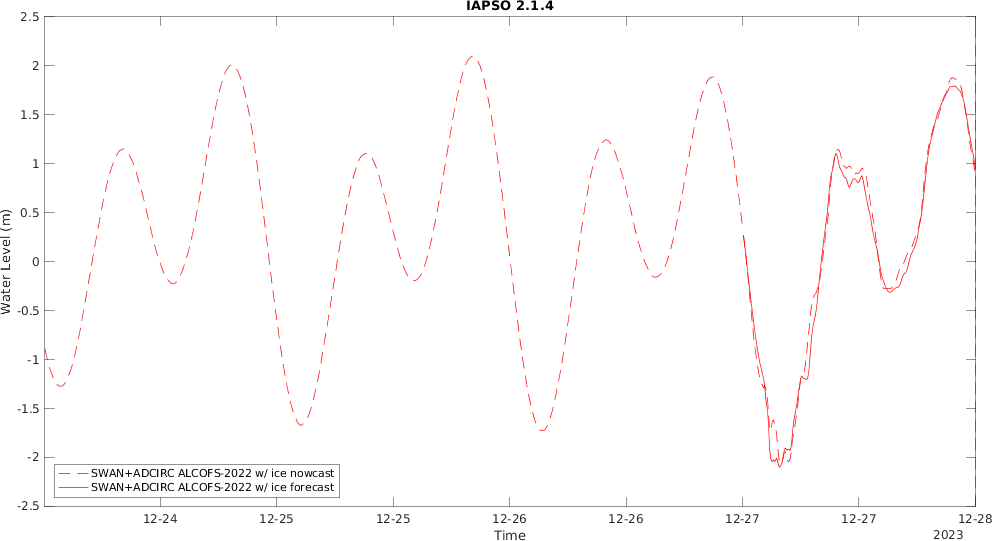 IAPSO 2.1.4
2.5
2
1.5
1
0.5
0
-0.5
-1
-1.5
-2
-2.5
Water Level (m)
SWAN+ADCIRC ALCOFS-2022 w/ ice nowcast
SWAN+ADCIRC ALCOFS-2022 w/ ice forecast
12-24 12-25 12-25 12-26 12-26 12-27 12-27 12-28
Time
2023